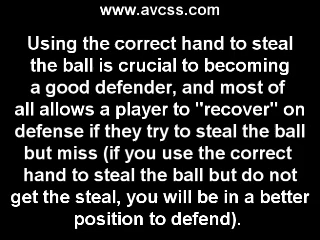 www.avcss.com
Using the correct hand to steal
the ball is crucial to becoming
a good defender, and most of
all allows a player to "recover" on
defense if they try to steal the ball
but miss (if you use the correct
hand to steal the ball but do not
get the steal, you will be in a better
position to defend).